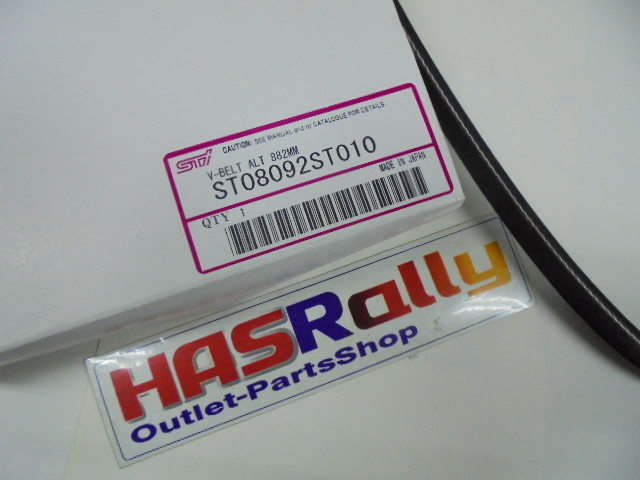 STI CAUTION: SEE MANUAL and or CATALOGUE FOR DETAILS.
V-BELT ALT 882MM
ST08092ST010
MADE IN JAPAN
QTY 1
HASRally
Outlet-PartsShop